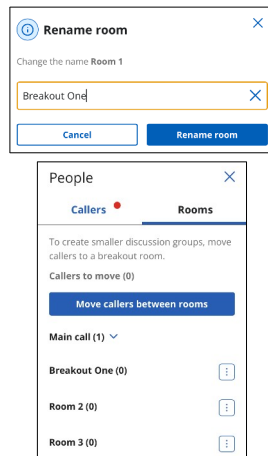 Rename room
Change the name Room 1
Breakout One
Cancel Rename room
People
Callers Rooms
To create smaller discussion groups, move
callers to a breakout room.
Callers to move (0)
Move callers between rooms
Main call (1)
Breakout One (0)
Room 2 (0)
Room 3 (0)